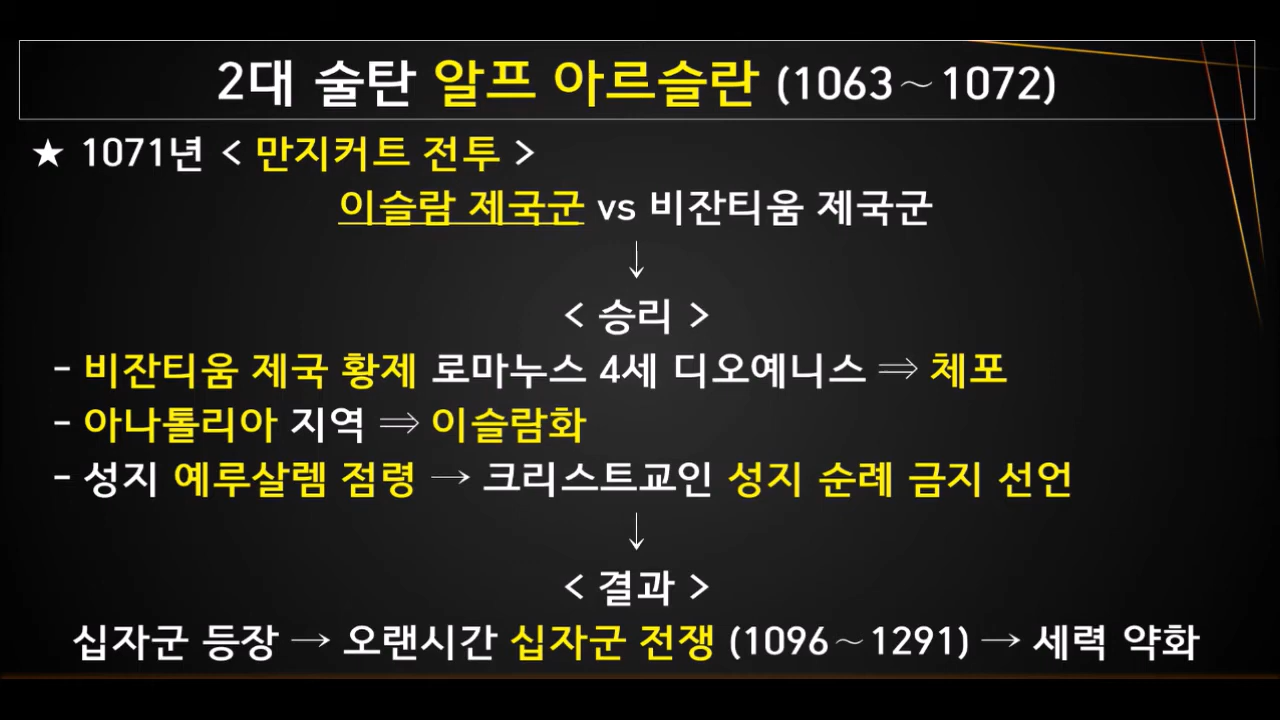 2대 술탄 알프 아르슬란 (1063～1072)
★ 1071년 < 만지커트 전투 >
이슬람 제국군 vs 비잔티움 제국군
↓
< 승리 >
- 비잔티움 제국 황제 로마누스 4세 디오예니스 ⇒ 체포
- 아나톨리아 지역 ⇒ 이슬람화
- 성지 예루살렘 점령 → 크리스트교인 성지 순례 금지 선언
↓
< 결과 >
십자군 등장 → 오랜시간 십자군 전쟁 (1096～1291) → 세력 약화